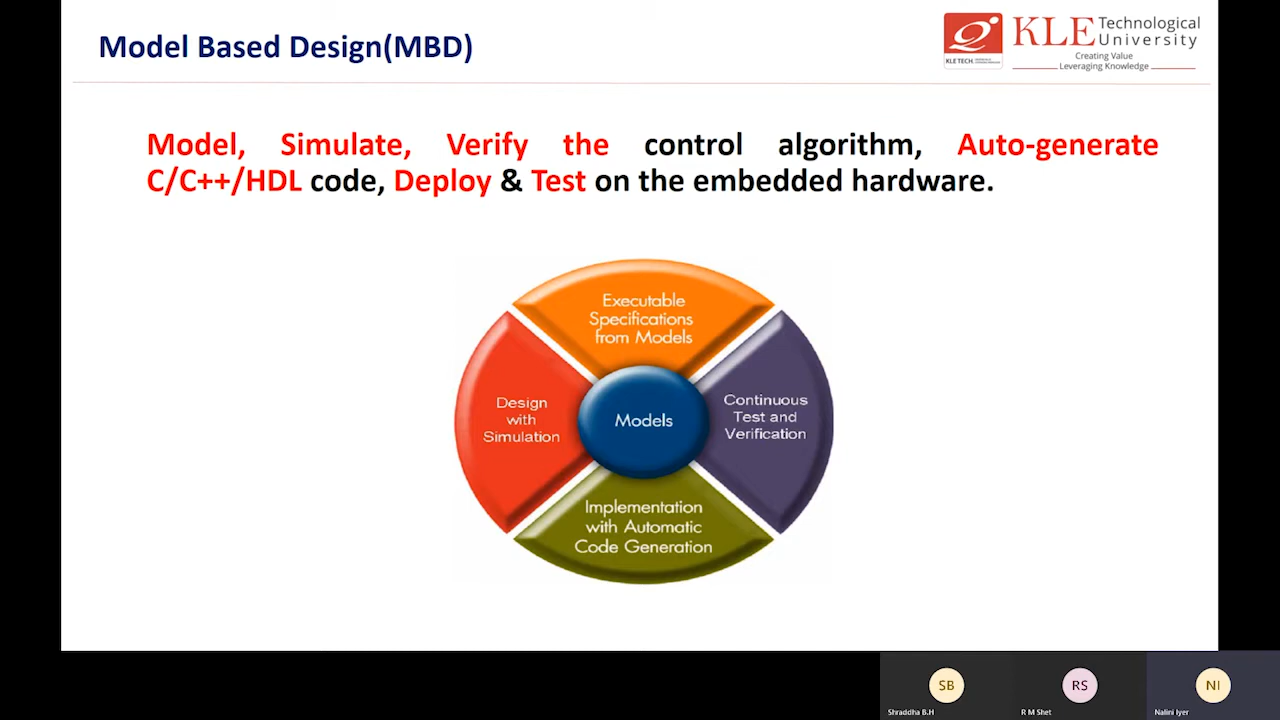 Model Based Design(MBD)
KLE TECH.
KLE Technological University
Creating Value
Leveraging Knowledge
Model, Simulate, Verify the control algorithm, Auto-generate
C/C++/HDL code, Deploy & Test on the embedded hardware.
Executable
Specifications
from Models
Design
with
Simulation
Models
Continuous
Test and
Verification
Implementation
with Automatic
Code Generation
SB
Shraddha B.H
RS
R M Shet
NI
Nalini Iyer